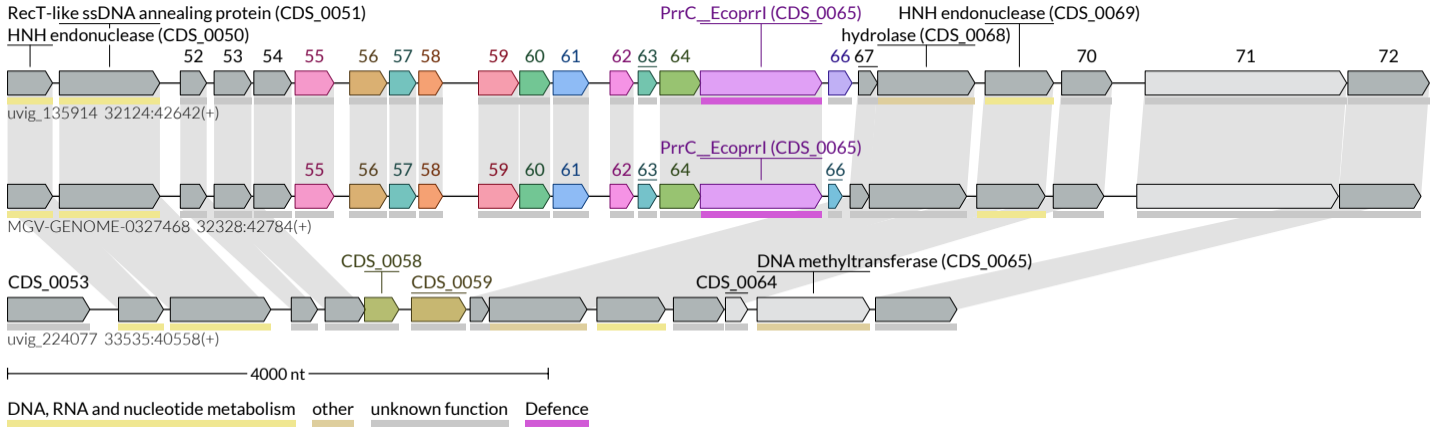 RecT-like ssDNA annealing protein (CDS_0051) PrrC__EcoprrI (CDS_0065) HNH endonuclease (CDS_0069)
HNH endonuclease (CDS_0050) hydrolase (CDS_0068)
52 53 54 55 56 57 58 59 60 61 62 63 64 66 67 70 71 72
uvig_135914 32124:42642(+)
PrrC__EcoprrI (CDS_0065)
55 56 57 58 59 60 61 62 63 64 66
MGV-GENOME-0327468 32328:42784(+)
CDS_0058 DNA methyltransferase (CDS_0065)
CDS_0053 CDS_0059 CDS_0064
uvig_224077 33535:40558(+)
4000 nt
DNA, RNA and nucleotide metabolism other unknown function Defence